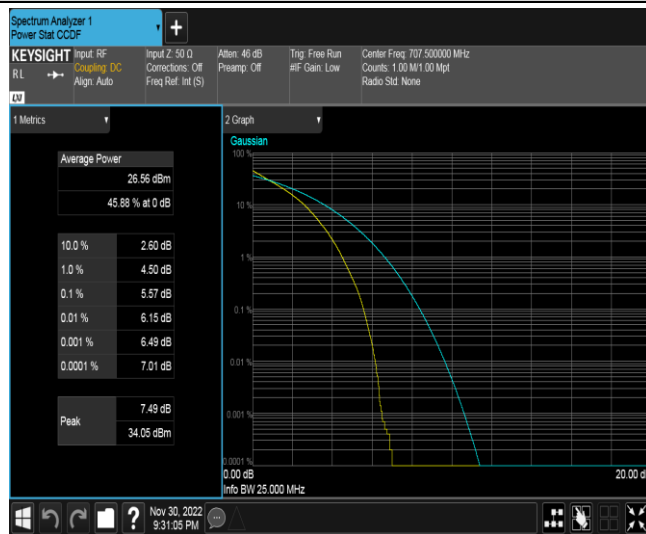 Spectrum Analyzer 1
Power Stat CCDF
+
KEYSIGHT
RL
Input: RF
Coupling: DC
Align: Auto
Input Z: 50 Ω
Corrections: Off
Freq Ref: Int (S)
Atten: 46 dB
Preamp: Off
Trig: Free Run
#IF Gain: Low
Center Freq: 707.500000 MHz
Counts: 1.00 M/1.00 Mpt
Radio Std: None
1 Metrics
Average Power
26.56 dBm
45.88 % at 0 dB
10.0 % 2.60 dB
1.0 % 4.50 dB
0.1 % 5.57 dB
0.01 % 6.15 dB
0.001 % 6.49 dB
0.0001 % 7.01 dB
Peak
7.49 dB
34.05 dBm
2 Graph
Gaussian
100 %
10 %
1 %
0.1 %
0.01 %
0.001 %
0.0001 %
0.00 dB
20.00 d
Info BW 25.000 MHz
?
Nov 30, 2022
9:31:05 PM